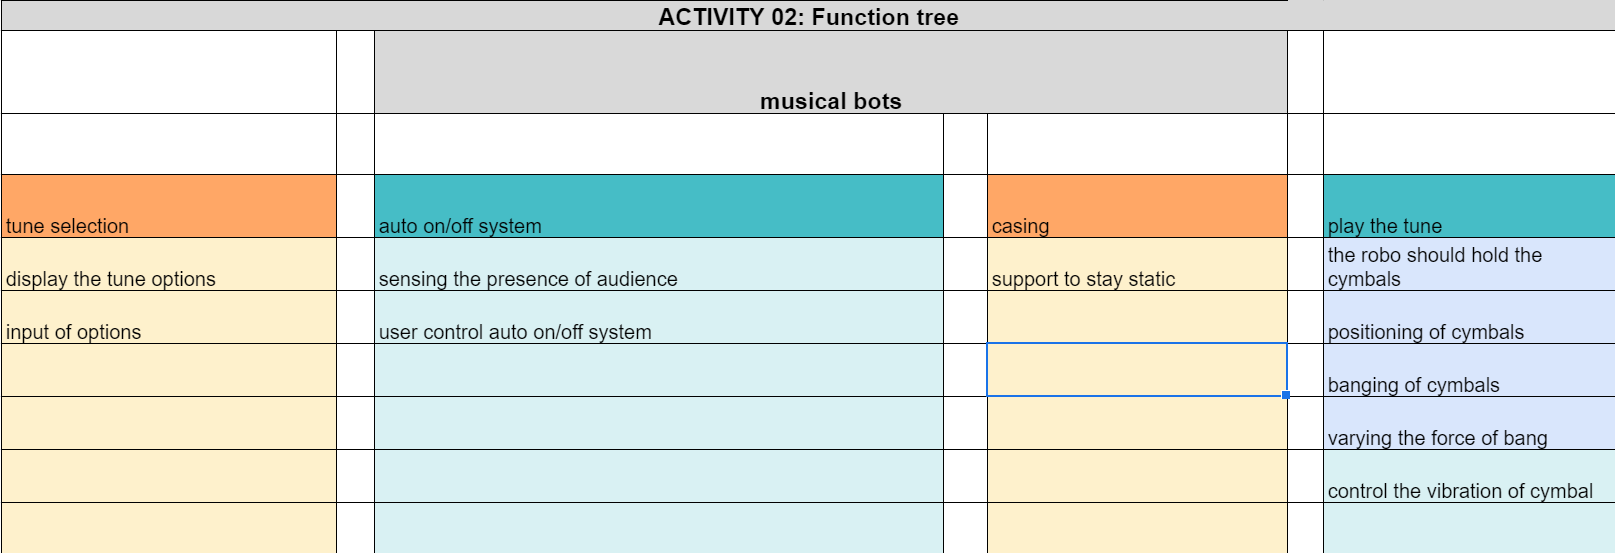 ACTIVITY 02: Function tree
musical bots
tune selection
auto on/off system
casing
play the tune
display the tune options
sensing the presence of audience
support to stay static
the robo should hold the
cymbals
input of options
user control auto on/off system
positioning of cymbals
banging of cymbals
varying the force of bang
control the vibration of cymbal